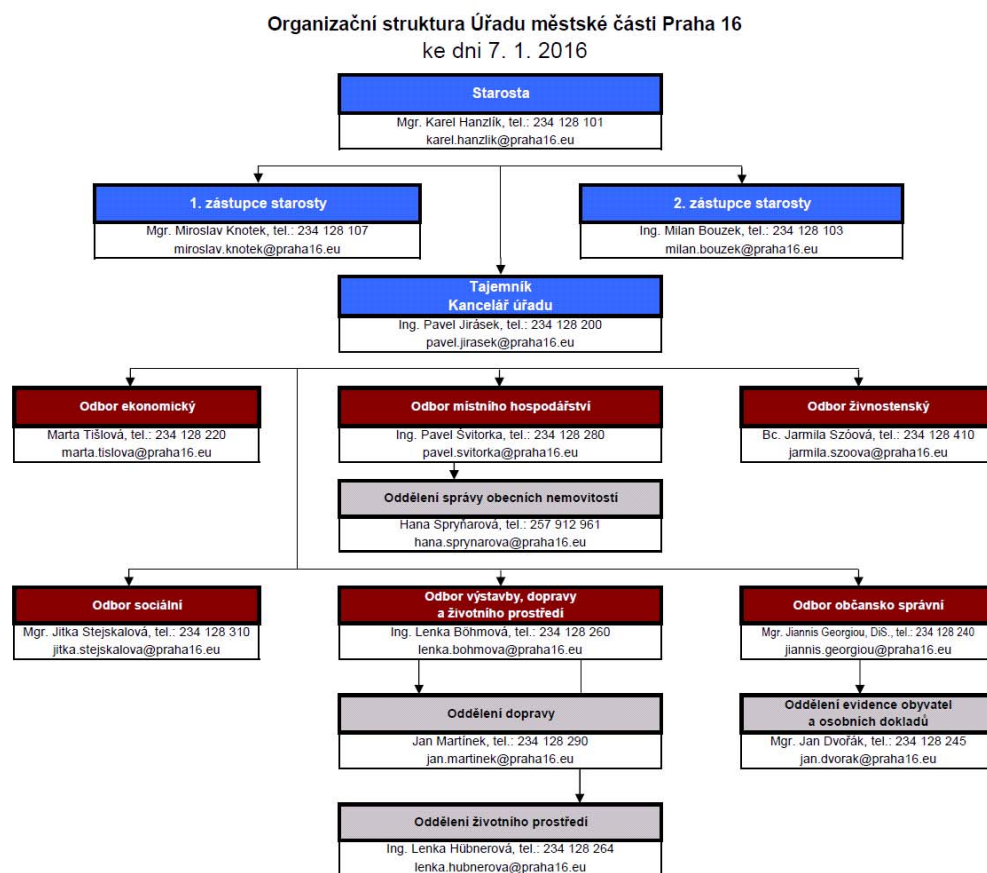 Organizační struktura Úřadu městské části Praha 16
ke dni 7. 1. 2016
Starosta
Mgr. Karel Hanzlík, tel.: 234 128 101
karel.hanzlik@praha16.eu
1. zástupce starosty
Mgr. Miroslav Knotek, tel.: 234 128 107
miroslav.knotek@praha16.eu
2. zástupce starosty
Ing. Milan Bouzek, tel.: 234 128 103
milan.bouzek@praha16.eu
Tajemník
Kancelář úřadu
Ing. Pavel Jirásek, tel.: 234 128 200
pavel.jirasek@praha16.eu
Odbor ekonomický
Marta Tišlová, tel.: 234 128 220
marta.tislova@praha16.eu
Odbor místního hospodářství
Ing. Pavel Švitorka, tel.: 234 128 280
pavel.svitorka@praha16.eu
Odbor živnostenský
Bc. Jarmila Szóová, tel.: 234 128 410
jarmila.szoova@praha16.eu
Oddělení správy obecních nemovitostí
Hana Spryňarová, tel.: 257 912 961
hana.sprynarova@praha16.eu
Odbor sociální
Mgr. Jitka Stejskalová, tel.: 234 128 310
jitka.stejskalova@praha16.eu
Odbor výstavby, dopravy
a životního prostředí
Ing. Lenka Böhmová, tel.: 234 128 260
lenka.bohmova@praha16.eu
Odbor občansko správní
Mgr. Jiannis Georgiou, DiS., tel.: 234 128 240
jiannis.georgiou@praha16.eu
Oddělení dopravy
Jan Martínek, tel.: 234 128 290
jan.martinek@praha16.eu
Oddělení evidence obyvatel
a osobních dokladů
Mgr. Jan Dvořák, tel.: 234 128 245
jan.dvorak@praha16.eu
Oddělení životního prostředí
Ing. Lenka Hübnerová, tel.: 234 128 264
lenka.hubnerova@praha16.eu